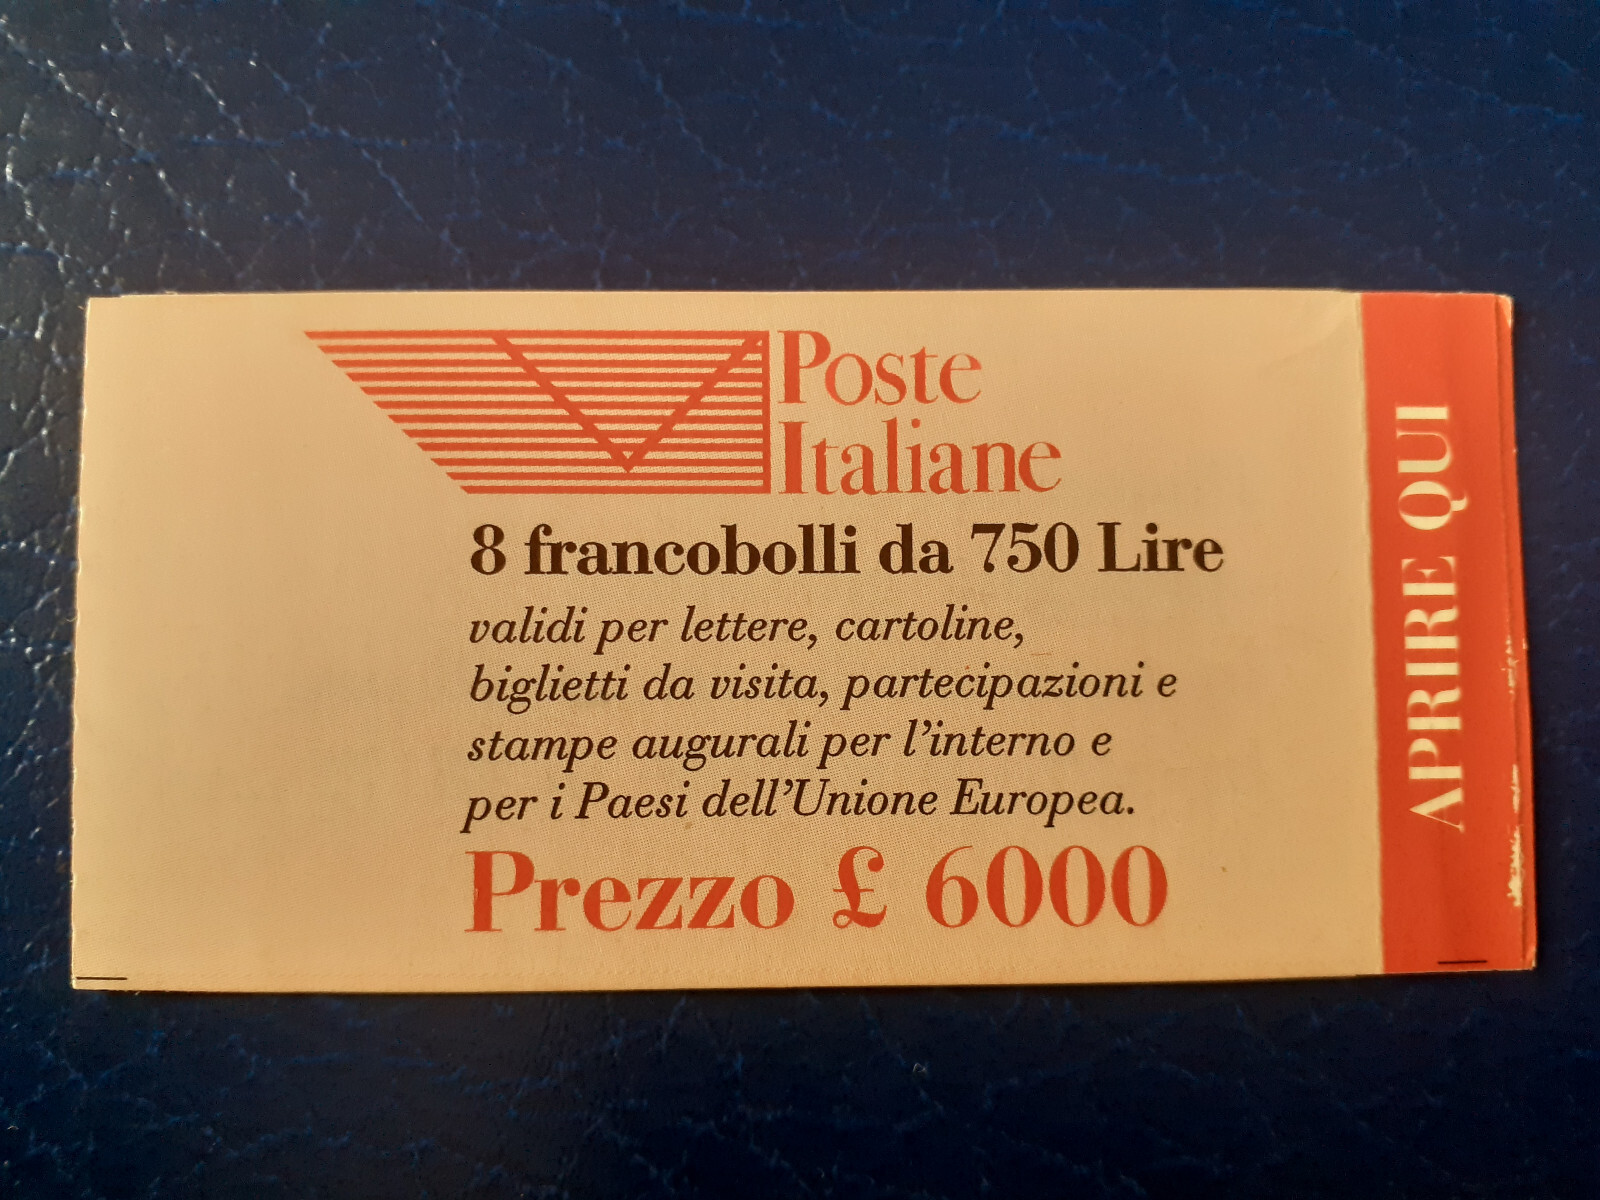 Poste
Italiane
8 francobolli da 750 Lire
validi per lettere, cartoline,
biglietti da visita, partecipazioni e
stampe augurali per l'interno e
per i Paesi dell'Unione Europea.
Prezzo £ 6000
APRIRE QUI